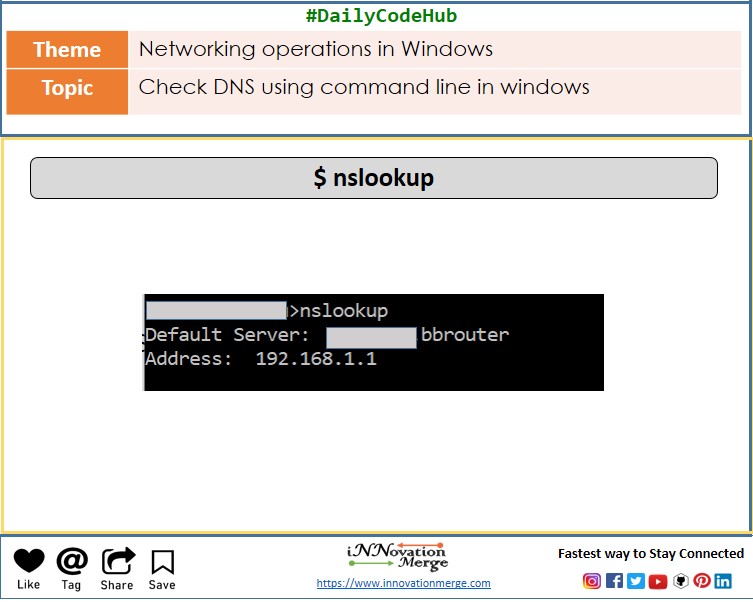 #DailyCodeHub
Theme
Networking operations in Windows
Topic
Check DNS using command line in windows
$ nslookup
>nslookup
Default Server: bbrouter
Address: 192.168.1.1
Like
Tag
Share
Save
iNNovation
Merge
https://www.innovationmerge.com
Fastest way to Stay Connected